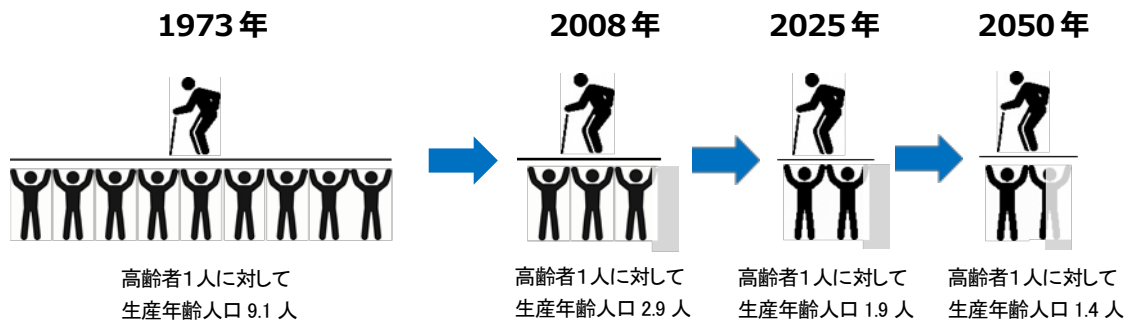 1973年
2008年
2025年
2050年
高齢者1人に対して
生産年齢人口 9.1 人
高齢者1人に対して
生産年齢人口 2.9 人
高齢者1人に対して
生産年齢人口 1.9 人
高齢者1人に対して
生産年齢人口 1.4 人